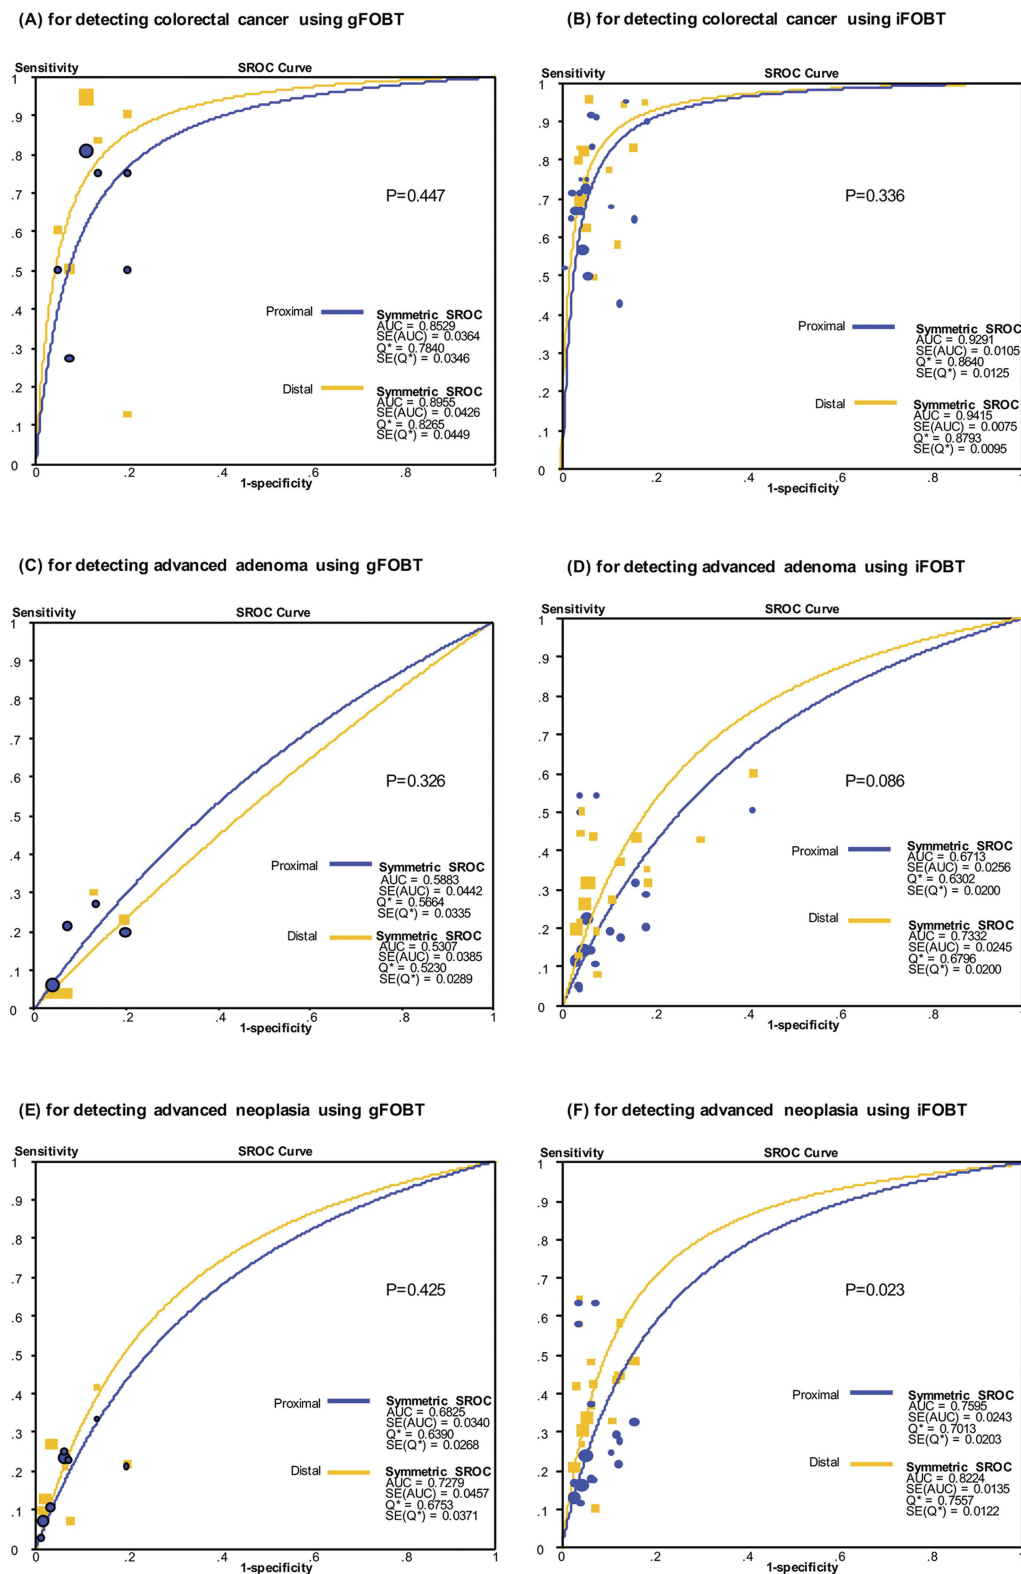 (A) for detecting colorectal cancer using gFOBT
Sensitivity
SROC Curve
1
.9
.8
.7
.6
.5
.4
.3
.2
.1
0
P=0.447
Proximal
Symmetric SROC
AUC = 0.8529
SE(AUC) = 0.0364
Q* = 0.7840
SE(Q*) = 0.0346
Distal
Symmetric SROC
AUC = 0.8955
SE(AUC) = 0.0426
Q* = 0.8265
SE(Q*) = 0.0449
0 .2 .4 .6 .8 1
1-specificity
(B) for detecting colorectal cancer using iFOBT
Sensitivity
SROC Curve
1
.9
.8
.7
.6
.5
.4
.3
.2
.1
0
P=0.336
Proximal
Symmetric SROC
AUC = 0.9291
SE(AUC) = 0.0105
Q* = 0.8640
SE(Q*) = 0.0125
Distal
Symmetric SROC
AUC = 0.9415
SE(AUC) = 0.0075
Q* = 0.8793
SE(Q*) = 0.0095
0 .2 .4 .6 .8 1
1-specificity
(C) for detecting advanced adenoma using gFOBT
Sensitivity
SROC Curve
1
.9
.8
.7
.6
.5
.4
.3
.2
.1
0
P=0.326
Proximal
Symmetric SROC
AUC = 0.5883
SE(AUC) = 0.0442
Q* = 0.5664
SE(Q*) = 0.0335
Distal
Symmetric SROC
AUC = 0.5307
SE(AUC) = 0.0385
Q* = 0.5230
SE(Q*) = 0.0289
0 .2 .4 .6 .8 1
1-specificity
(D) for detecting advanced adenoma using iFOBT
Sensitivity
SROC Curve
1
.9
.8
.7
.6
.5
.4
.3
.2
.1
0
P=0.086
Proximal
Symmetric SROC
AUC = 0.6713
SE(AUC) = 0.0256
Q* = 0.6302
SE(Q*) = 0.0200
Distal
Symmetric SROC
AUC = 0.7332
SE(AUC) = 0.0245
Q* = 0.6796
SE(Q*) = 0.0200
0 .2 .4 .6 .8 1
1-specificity
(E) for detecting advanced neoplasia using gFOBT
Sensitivity
SROC Curve
1
.9
.8
.7
.6
.5
.4
.3
.2
.1
0
P=0.425
Proximal
Symmetric SROC
AUC = 0.6825
SE(AUC) = 0.0340
Q* = 0.6390
SE(Q*) = 0.0268
Distal
Symmetric SROC
AUC = 0.7279
SE(AUC) = 0.0457
Q* = 0.6753
SE(Q*) = 0.0371
0 .2 .4 .6 .8 1
1-specificity
(F) for detecting advanced neoplasia using iFOBT
Sensitivity
SROC Curve
1
.9
.8
.7
.6
.5
.4
.3
.2
.1
0
P=0.023
Proximal
Symmetric SROC
AUC = 0.7595
SE(AUC) = 0.0243
Q* = 0.7013
SE(Q*) = 0.0203
Distal
Symmetric SROC
AUC = 0.8224
SE(AUC) = 0.0135
Q* = 0.7557
SE(Q*) = 0.0122
0 .2 .4 .6 .8 1
1-specificity